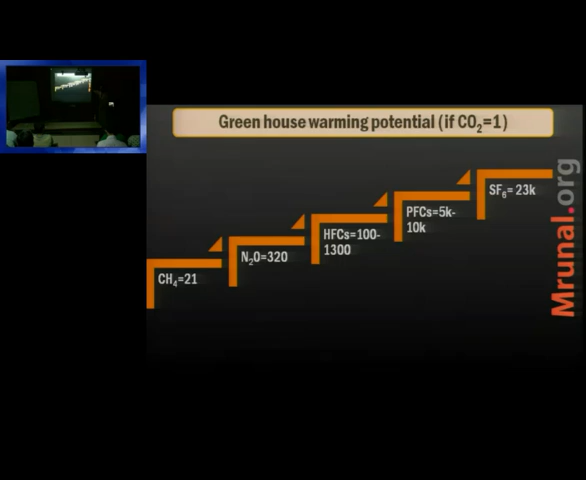 Green house warming potential (if CO₂=1)
CH₄=21
N₂O=320
HFCs=100-
1300
PFCs=5k-
10k
SF₆= 23k
Mrunal.org